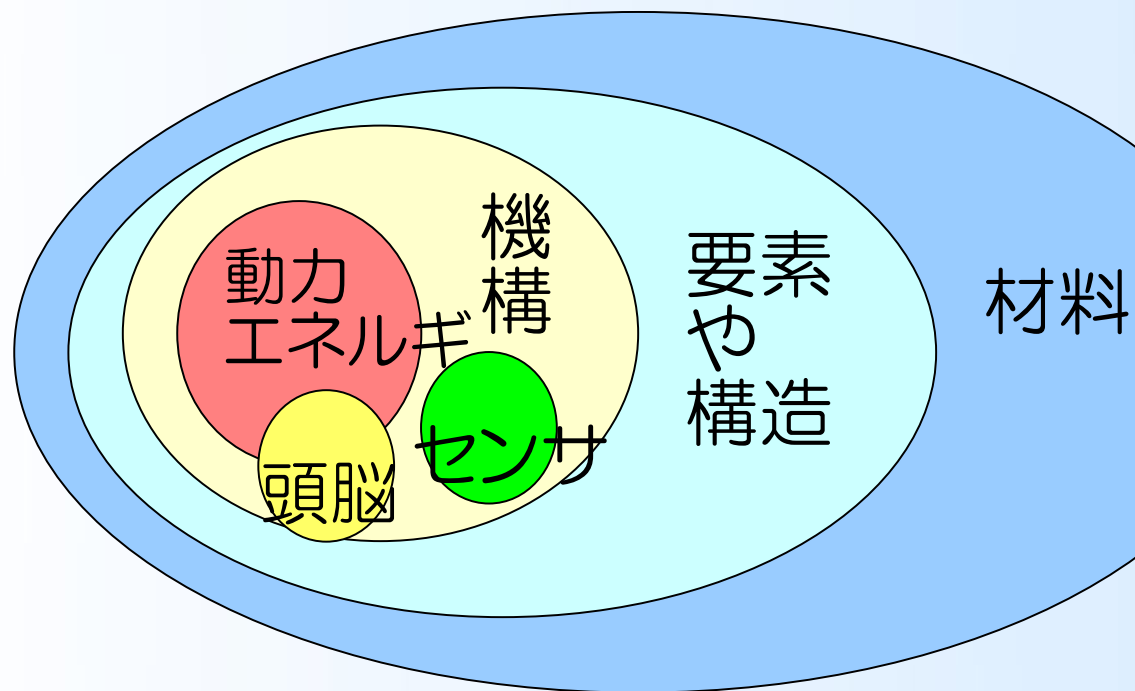 動力
エネルギ
頭脳
センサ
機
構
要素
や
構造
材料